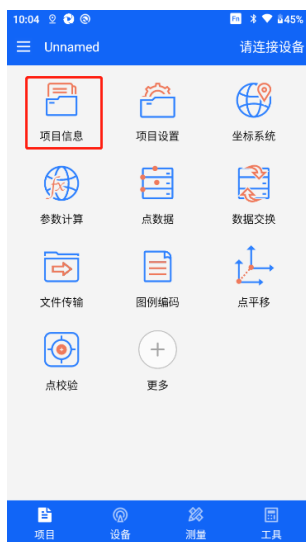 10:04 Fn 45%
Unnamed 请连接设备
项目信息 项目设置 坐标系统
fx
参数计算 点数据 数据交换
文件传输 图例编码 点平移
点校验 更多
项目 设备 测量 工具